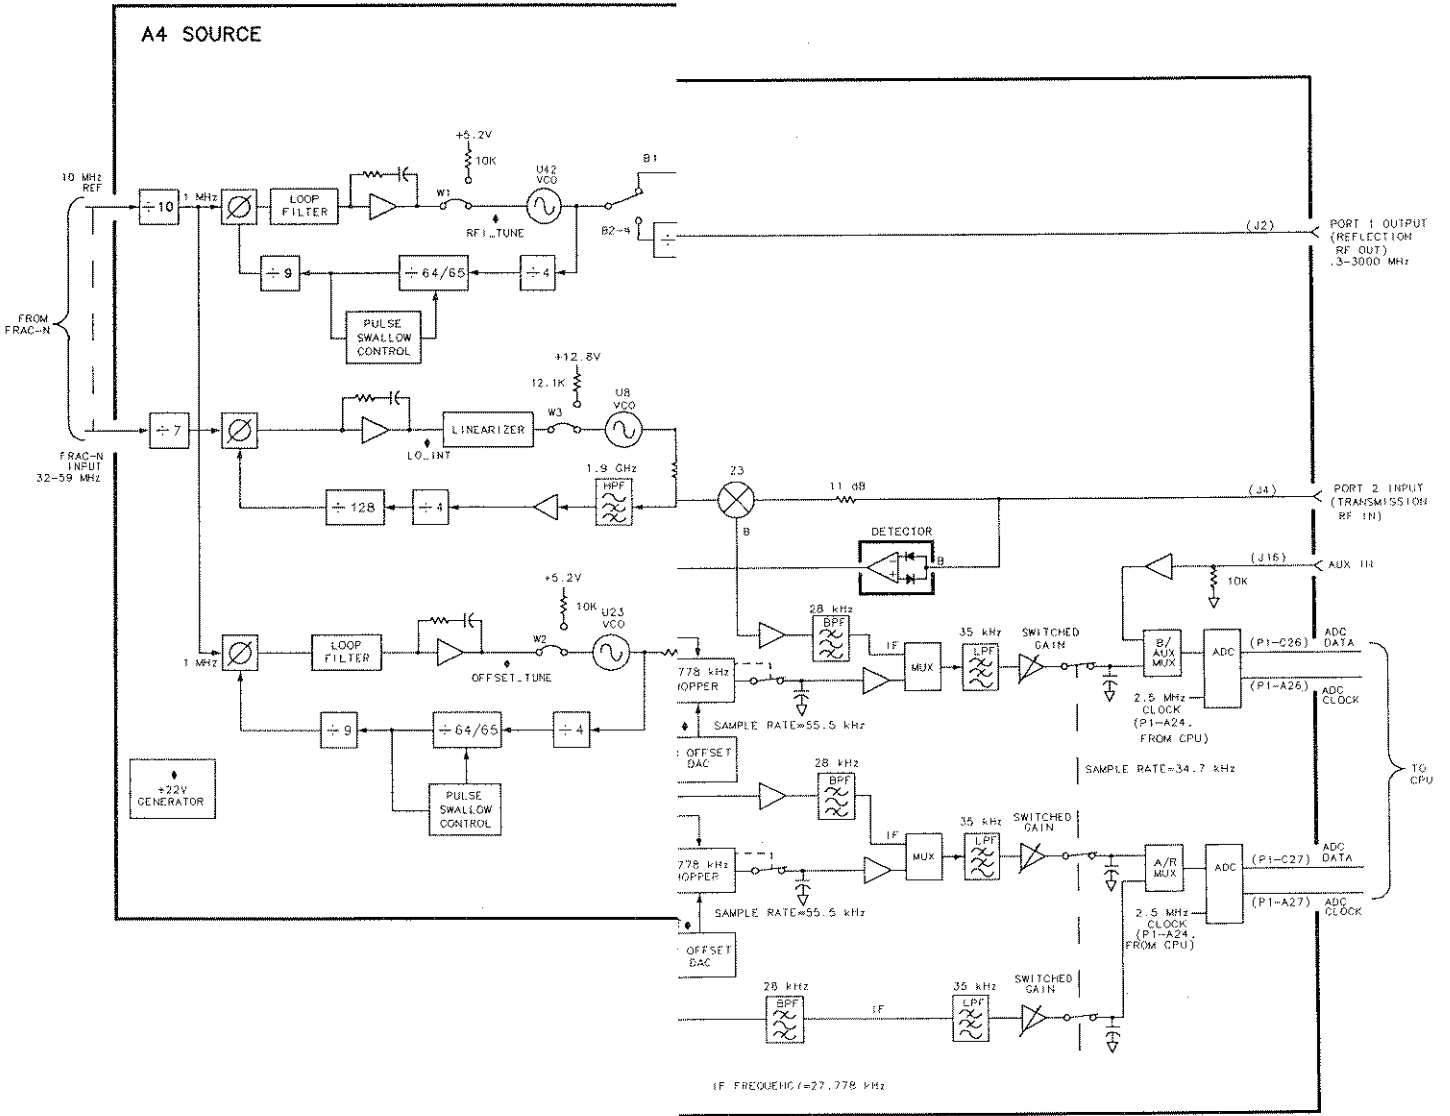 A4 SOURCE
+5.2V
10K
10 MHz
REF
÷10
1 MHz
LOOP
FILTER
W1
RF1_TUNE
U42
VCO
B1
B2-4
÷
(J2)
PORT 1 OUTPUT
(REFLECTION
RF OUT)
.3-3000 MHz
÷9
÷64/65
÷4
PULSE
SWALLOW
CONTROL
FROM
FRAC-N
+12.8V
12.1K
÷7
LO_INT
LINEARIZER
W3
U8
VCO
FRAC-N
INPUT
32-59 MHz
1.9 GHz
HPF
÷128
÷4
23
B
11 dB
(J4)
PORT 2 INPUT
(TRANSMISSION
RF IN)
DETECTOR
-
+
B
(J16)
AUX IN
10K
+5.2V
10K
1 MHz
LOOP
FILTER
OFFSET_TUNE
W2
U23
VCO
÷9
÷64/65
÷4
PULSE
SWALLOW
CONTROL
+22V
GENERATOR
28 kHz
BPF
IF
MUX
35 kHz
LPF
SWITCHED
GAIN
B/
AUX
MUX
ADC
(P1-C26)
ADC
DATA
(P1-A26)
ADC
CLOCK
778 kHz
HOPPER
SAMPLE RATE=55.5 kHz
2.5 MHz
CLOCK
(P1-A24,
FROM CPU)
OFFSET
DAC
SAMPLE RATE=34.7 kHz
TO
CPU
28 kHz
BPF
IF
MUX
35 kHz
LPF
SWITCHED
GAIN
A/R
MUX
ADC
(P1-C27)
ADC
DATA
(P1-A27)
ADC
CLOCK
778 kHz
HOPPER
SAMPLE RATE=55.5 kHz
2.5 MHz
CLOCK
(P1-A24,
FROM CPU)
OFFSET
DAC
28 kHz
BPF
IF
35 kHz
LPF
SWITCHED
GAIN
IF FREQUENCY=27.778 kHz